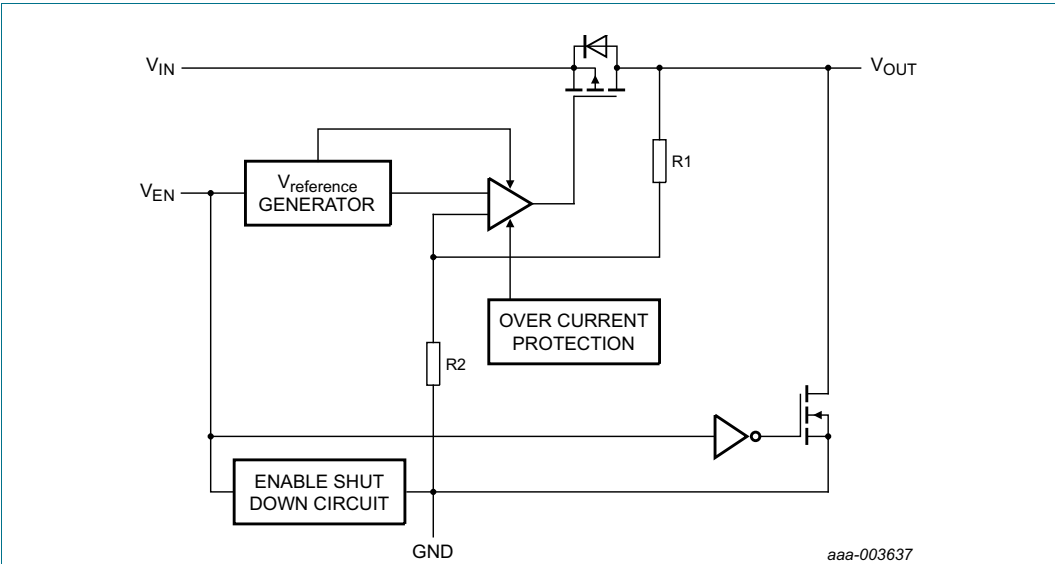 VIN
VOUT
R1
VEN
Vreference
GENERATOR
OVER CURRENT
PROTECTION
R2
ENABLE SHUT
DOWN CIRCUIT
GND
aaa-003637